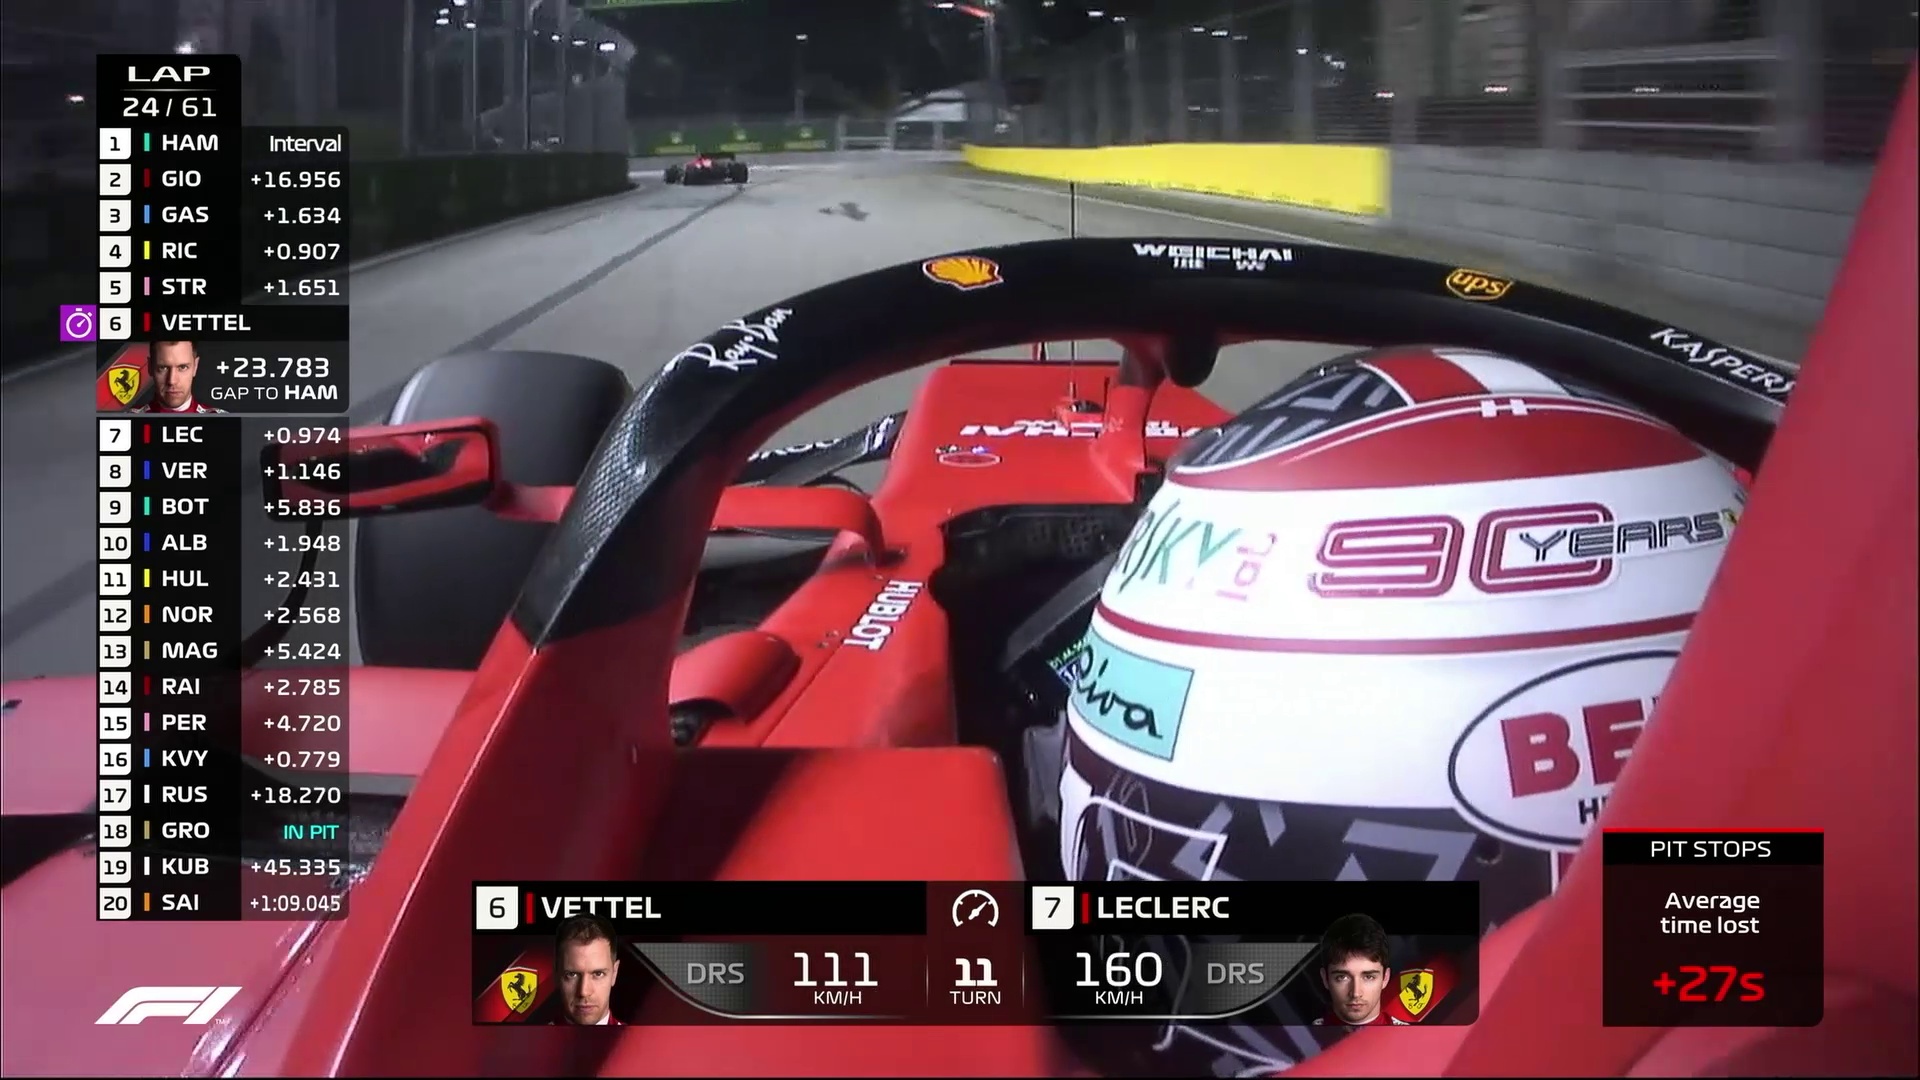 LAP
24 / 61
1 HAM Interval
2 GIO +16.956
3 GAS +1.634
4 RIC +0.907
5 STR +1.651
6 VETTEL
+23.783
GAP TO HAM
7 LEC +0.974
8 VER +1.146
9 BOT +5.836
10 ALB +1.948
11 HUL +2.431
12 NOR +2.568
13 MAG +5.424
14 RAI +2.785
15 PER +4.720
16 KVY +0.779
17 RUS +18.270
18 GRO IN PIT
19 KUB +45.335
20 SAI +1:09.045
WEICHAI
ups
Ray-Ban
KASPERS
90 YEARS
HUBLOT
Riva
BE
6 VETTEL
DRS 111
KM/H
11
TURN
7 LECLERC
160 DRS
KM/H
PIT STOPS
Average
time lost
+27s
F1